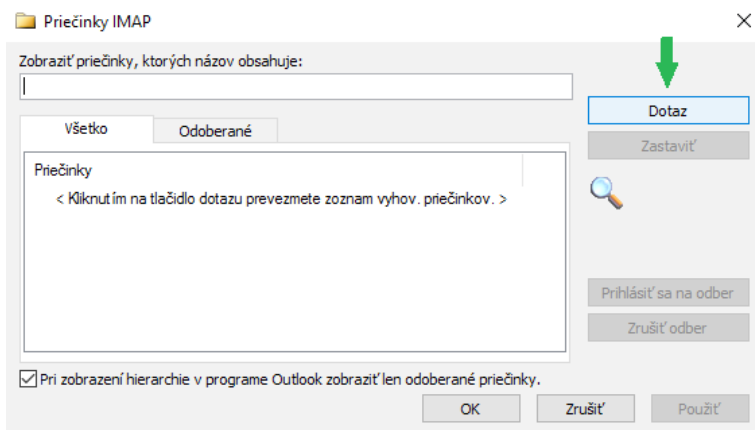 Priečinky IMAP
Zobraziť priečinky, ktorých názov obsahuje:
Dotaz
Zastaviť
Všetko
Odoberané
Priečinky
< Kliknutím na tlačidlo dotazu prevezmete zoznam vyhov. priečinkov. >
Prihlásiť sa na odber
Zrušiť odber
Pri zobrazení hierarchie v programe Outlook zobraziť len odoberané priečinky.
OK
Zrušiť
Použiť